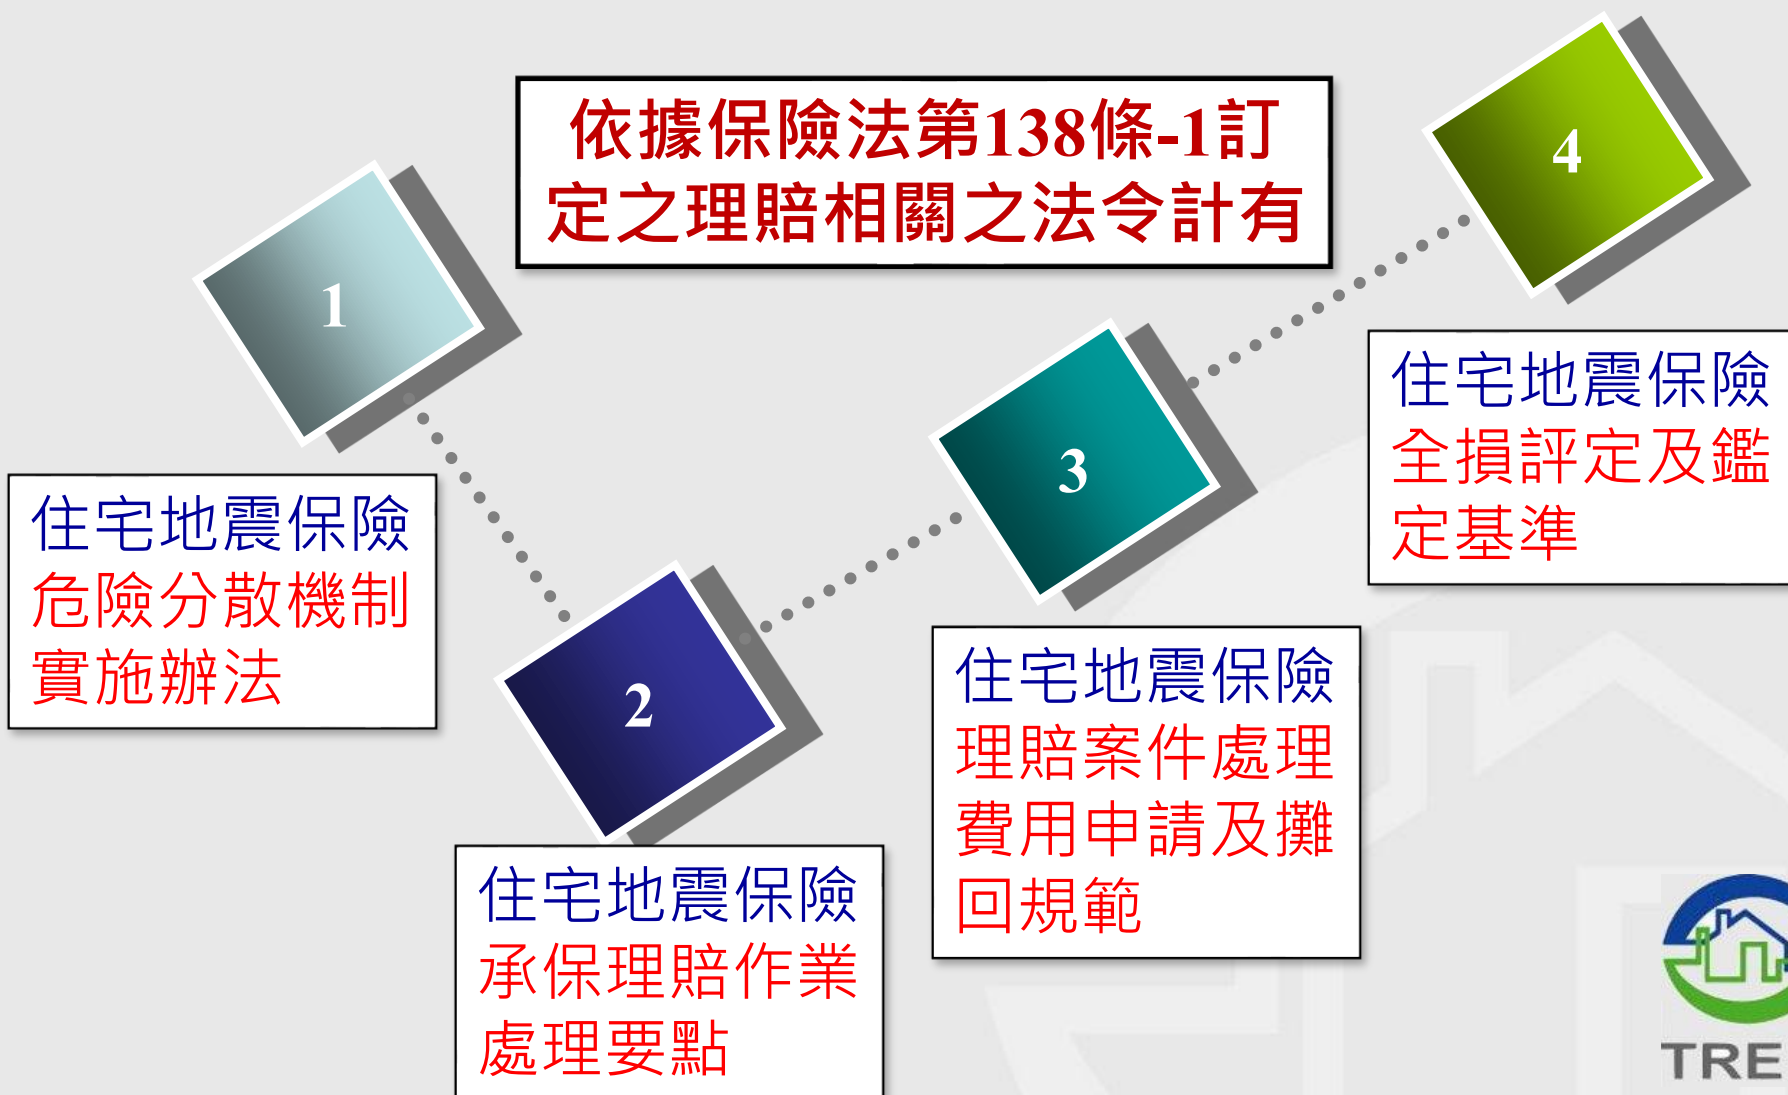 依據保險法第138條-1訂
定之理賠相關之法令計有
1
住宅地震保險
危險分散機制
實施辦法
2
住宅地震保險
承保理賠作業
處理要點
3
住宅地震保險
理賠案件處理
費用申請及攤
回規範
4
住宅地震保險
全損評定及鑑
定基準
TRE